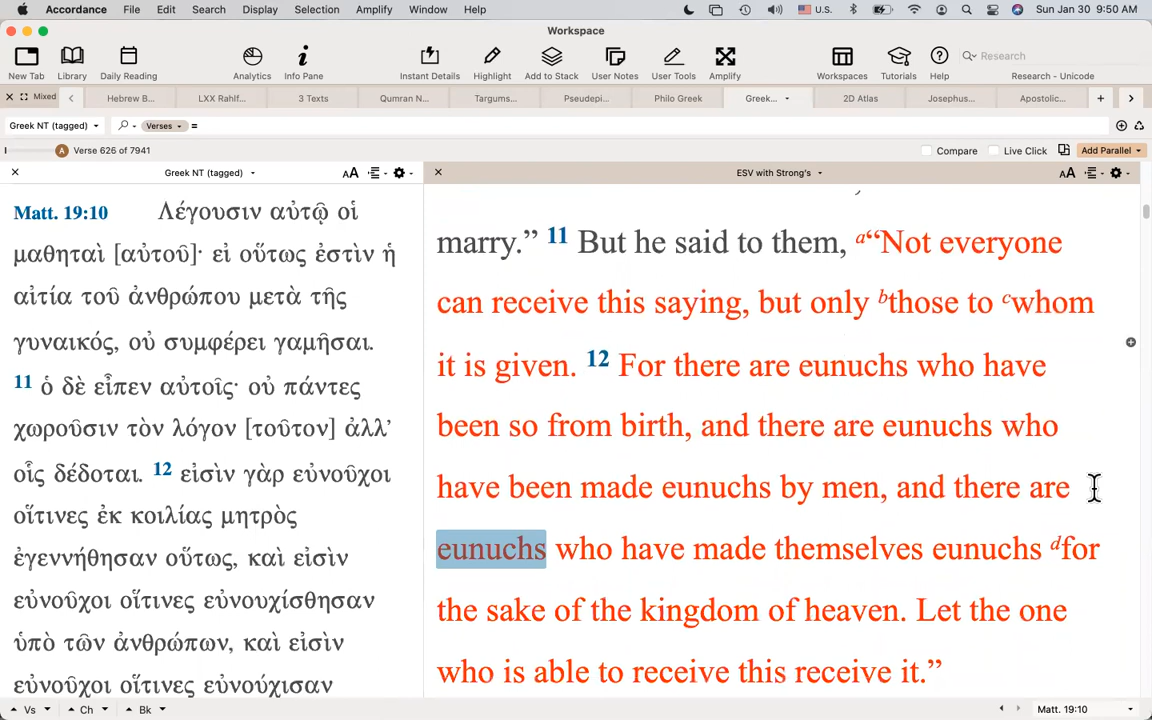 Accordance File Edit Search Display Selection Amplify Window Help U.S. Sun Jan 30 9:50 AM
Workspace
New Tab Library Daily Reading Analytics Info Pane Instant Details Highlight Add to Stack User Notes User Tools Amplify Workspaces Tutorials Help Research
Research - Unicode
Mixed Hebrew B... LXX Rahlf... 3 Texts Qumran N... Targums... Pseudepi... Philo Greek Greek... 2D Atlas Josephus... Apostolic...
Greek NT (tagged) Verses =
A Verse 626 of 7941 Compare Live Click Add Parallel
Greek NT (tagged) AA
Matt. 19:10 Λέγουσιν αὐτῷ οἱ
μαθηταὶ [αὐτοῦ]· εἰ οὕτως ἐστὶν ἡ
αἰτία τοῦ ἀνθρώπου μετὰ τῆς
γυναικός, οὐ συμφέρει γαμῆσαι.
11 ὁ δὲ εἶπεν αὐτοῖς· οὐ πάντες
χωροῦσιν τὸν λόγον [τοῦτον] ἀλλ’
οἷς δέδοται. 12 εἰσὶν γὰρ εὐνοῦχοι
οἵτινες ἐκ κοιλίας μητρὸς
ἐγεννήθησαν οὕτως, καὶ εἰσὶν
εὐνοῦχοι οἵτινες εὐνουχίσθησαν
ὑπὸ τῶν ἀνθρώπων, καὶ εἰσὶν
εὐνοῦχοι οἵτινες εὐνούχισαν
ESV with Strong's AA
marry.” 11 But he said to them, a“Not everyone
can receive this saying, but only bthose to cwhom
it is given. 12 For there are eunuchs who have
been so from birth, and there are eunuchs who
have been made eunuchs by men, and there are
eunuchs who have made themselves eunuchs dfor
the sake of the kingdom of heaven. Let the one
who is able to receive this receive it.”
Vs Ch Bk Matt. 19:10